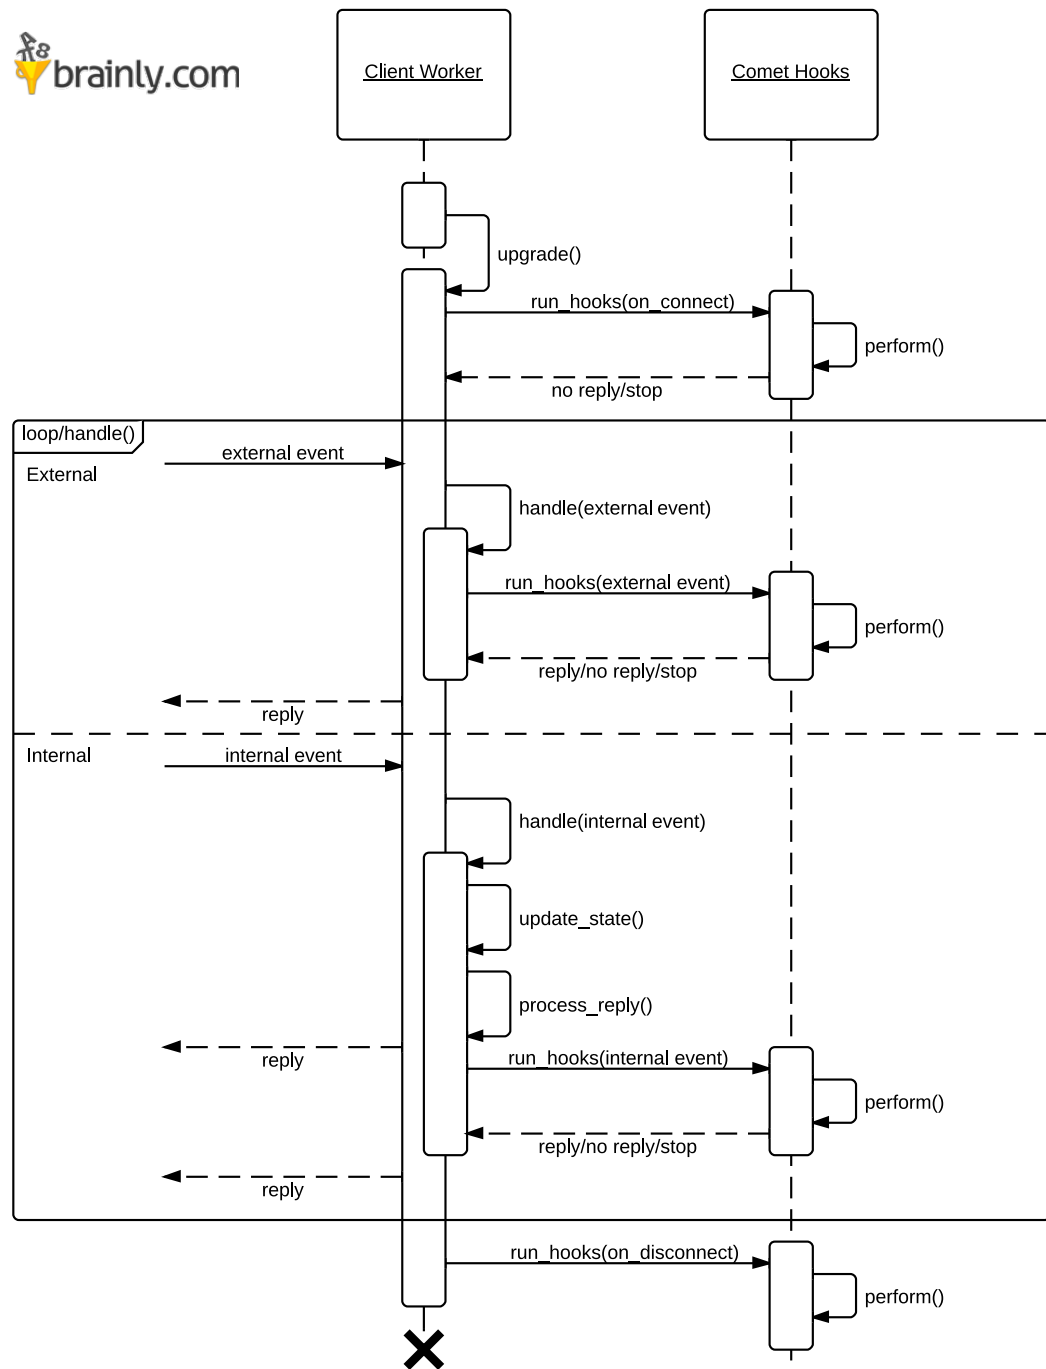 brainly.com
Client Worker
Comet Hooks
upgrade()
run_hooks(on_connect)
perform()
no reply/stop
loop/handle()
external event
External
handle(external event)
run_hooks(external event)
perform()
reply/no reply/stop
reply
Internal
internal event
handle(internal event)
update_state()
process_reply()
reply
run_hooks(internal event)
perform()
reply/no reply/stop
reply
run_hooks(on_disconnect)
perform()